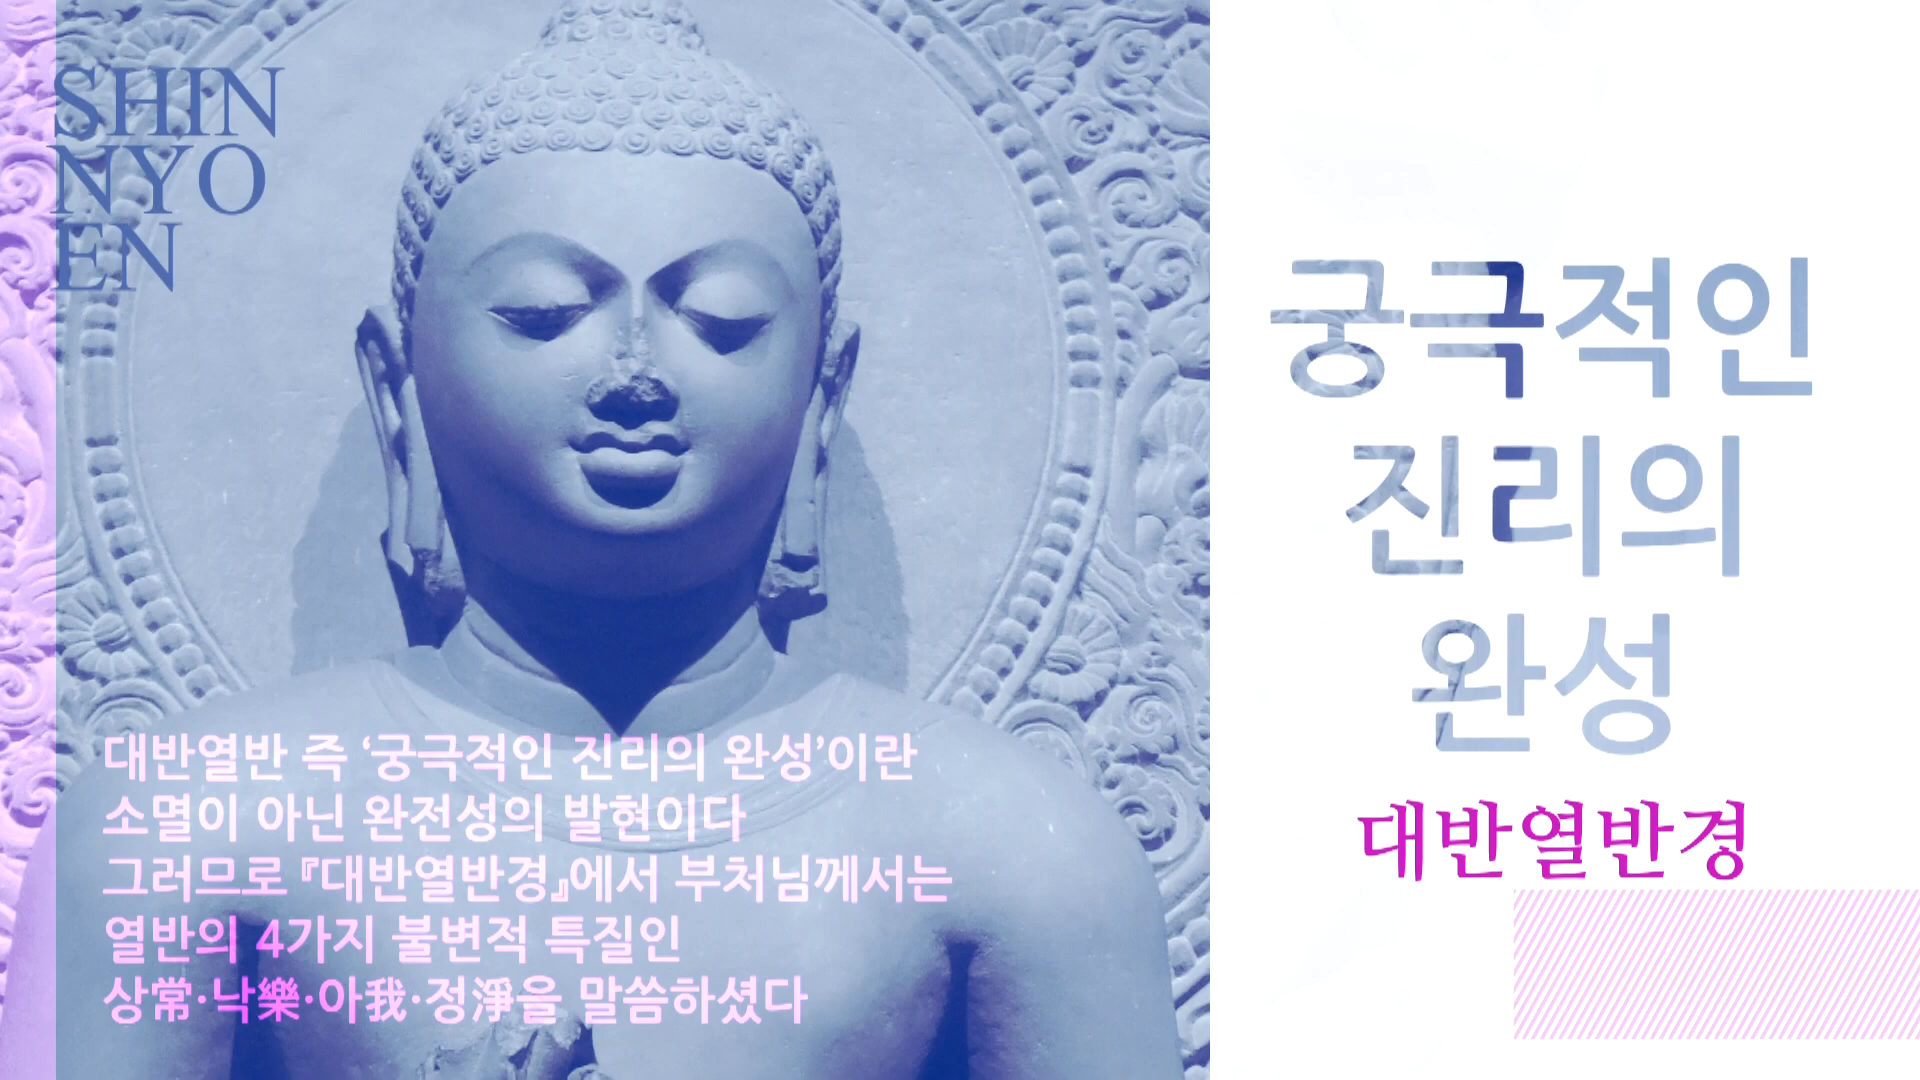 SHIN
NYO
EN
대반열반 즉 ‘궁극적인 진리의 완성’이란
소멸이 아닌 완전성의 발현이다
그러므로 『대반열반경』에서 부처님께서는
열반의 4가지 불변적 특질인
상常·낙樂·아我·정淨을 말씀하셨다
궁극적인
진리의
완성
대반열반경